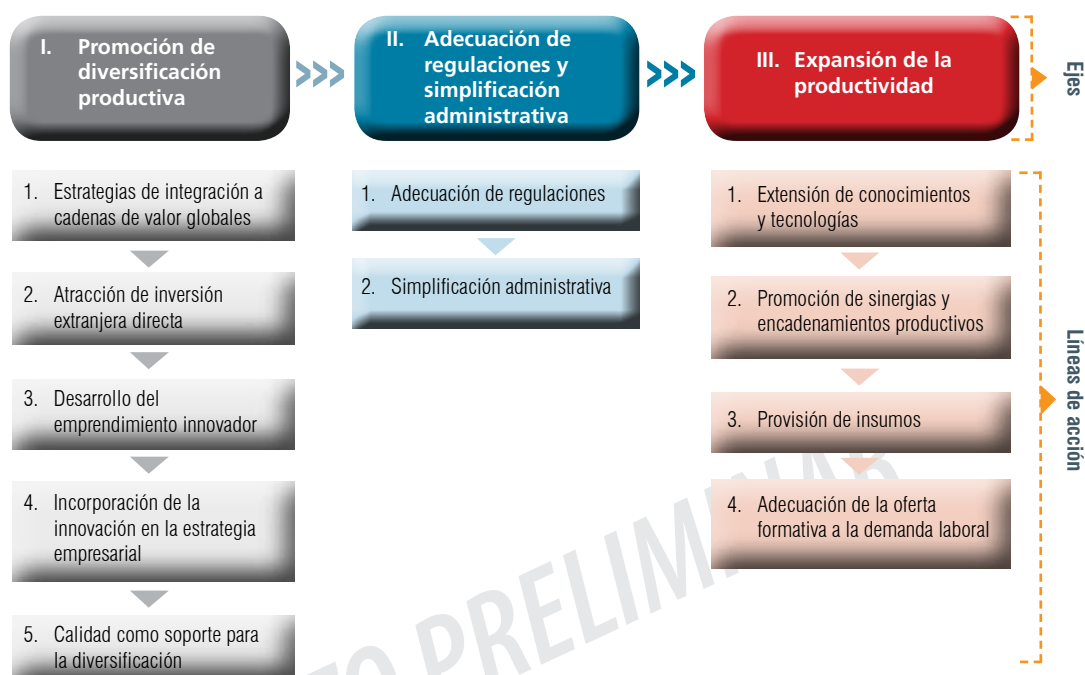 I. Promoción de
diversificación
productiva
II. Adecuación de
regulaciones y
simplificación
administrativa
III. Expansión de la
productividad
Ejes
1. Estrategias de integración a
cadenas de valor globales
2. Atracción de inversión
extranjera directa
3. Desarrollo del
emprendimiento innovador
4. Incorporación de la
innovación en la estrategia
empresarial
5. Calidad como soporte para
la diversificación
1. Adecuación de regulaciones
2. Simplificación administrativa
1. Extensión de conocimientos
y tecnologías
2. Promoción de sinergias y
encadenamientos productivos
3. Provisión de insumos
4. Adecuación de la oferta
formativa a la demanda laboral
Líneas de acción
PRELIMINAR